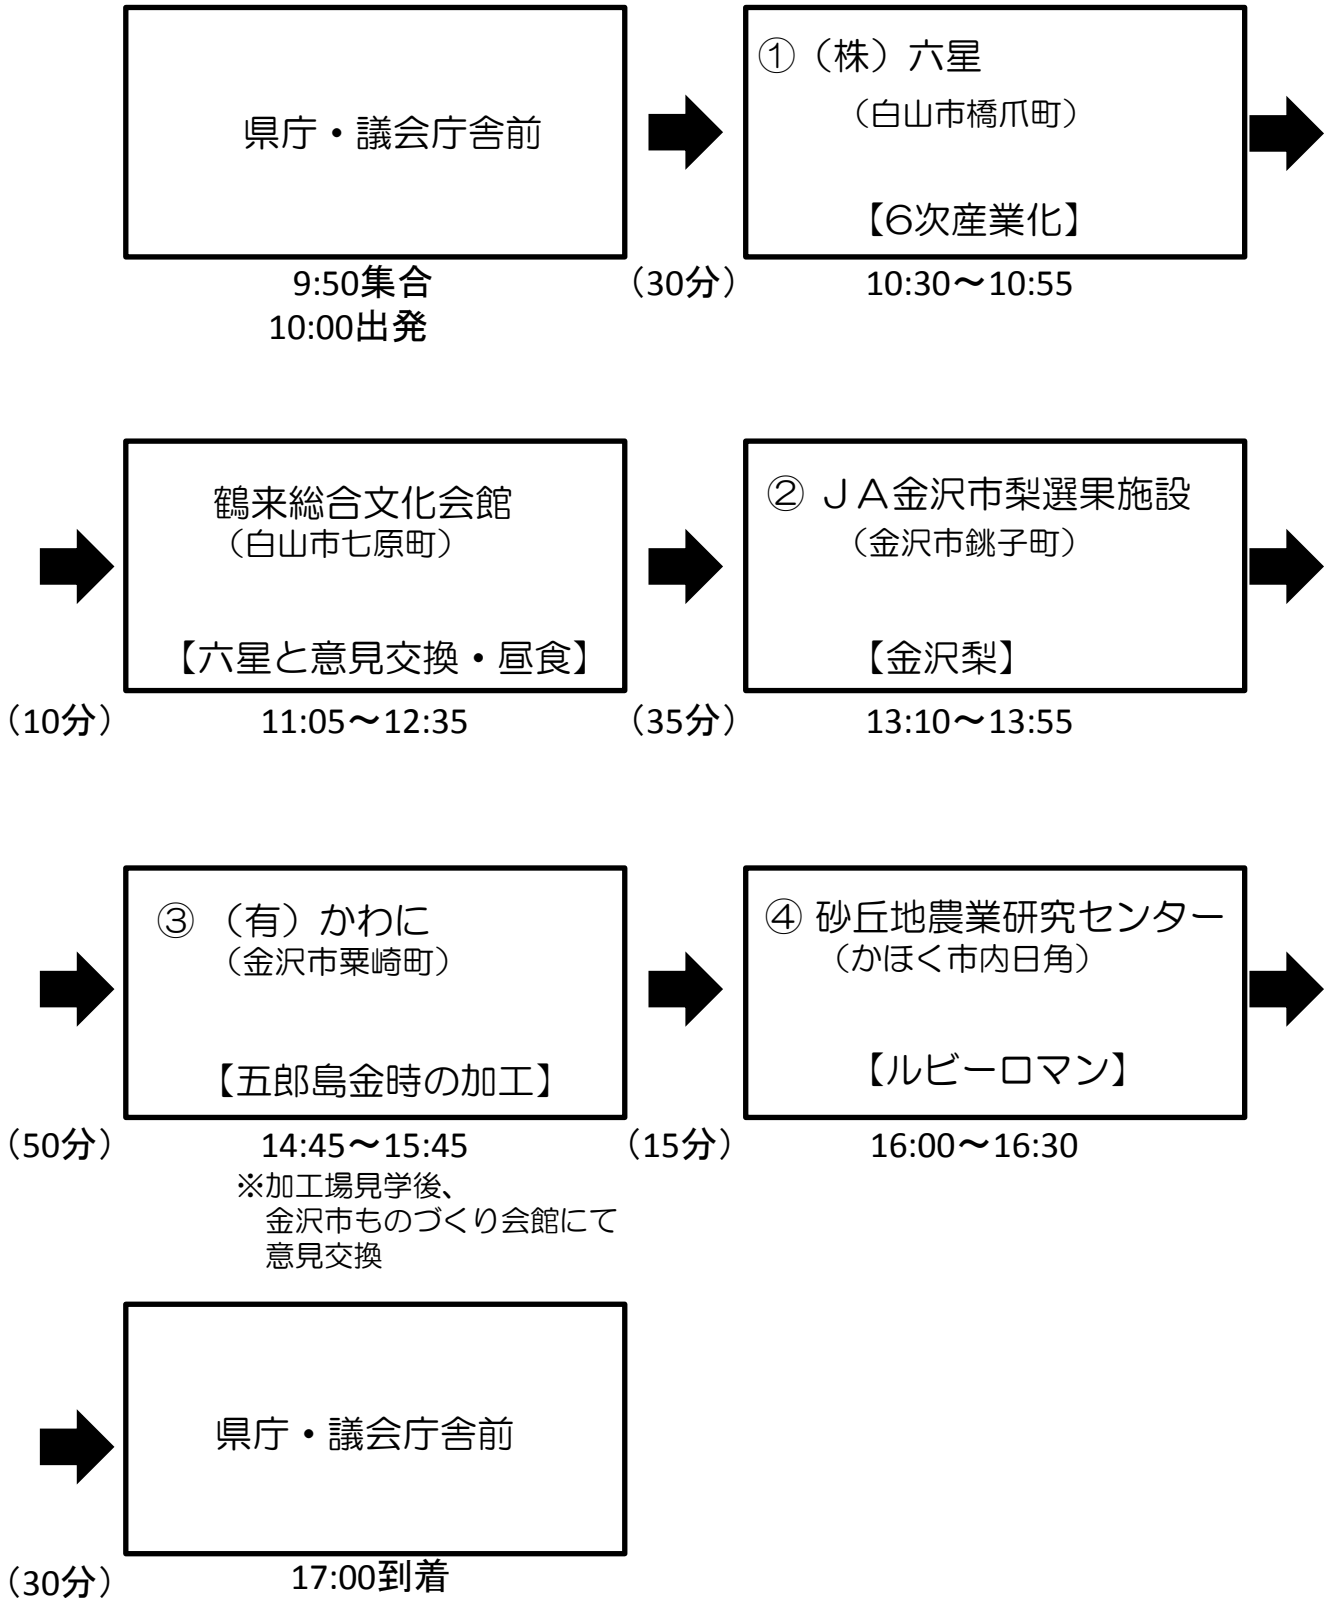 県庁・議会庁舎前
9:50集合
10:00出発
（30分）
①（株）六星
（白山市橋爪町）
【６次産業化】
10:30～10:55
（10分）
鶴来総合文化会館
（白山市七原町）
【六星と意見交換・昼食】
11:05～12:35
（35分）
② ＪＡ金沢市梨選果施設
（金沢市銚子町）
【金沢梨】
13:10～13:55
（50分）
③ （有）かわに
（金沢市粟崎町）
【五郎島金時の加工】
14:45～15:45
※加工場見学後、
金沢市ものづくり会館にて
意見交換
（15分）
④ 砂丘地農業研究センター
（かほく市内日角）
【ルビーロマン】
16:00～16:30
（30分）
県庁・議会庁舎前
17:00到着